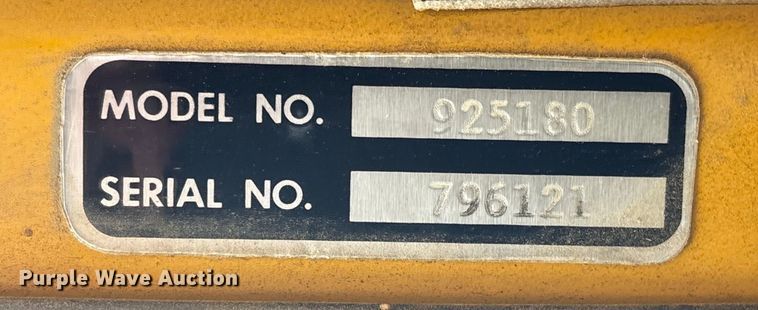 MODEL NO. 925180
SERIAL NO. 796121
Purple Wave Auction